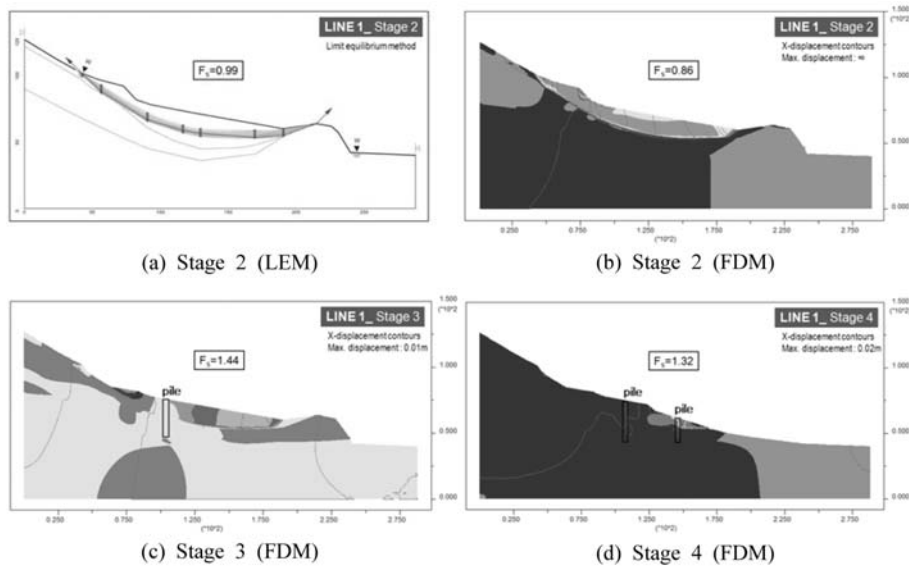 LINE 1_ Stage 2
Limit equilibrium method
Fs=0.99
(a) Stage 2 (LEM)
LINE 1_ Stage 2
X-displacement contours
Max. displacement : ∞
Fs=0.86
1.500
(*10^2)
1.000
0.500
0.000
0.250 0.750 1.250 1.750 2.250 2.750
(*10^2)
(b) Stage 2 (FDM)
LINE 1_ Stage 3
X-displacement contours
Max. displacement : 0.01m
Fs=1.44
pile
1.500
(*10^2)
1.000
0.500
0.000
0.250 0.750 1.250 1.750 2.250 2.750
(*10^2)
(c) Stage 3 (FDM)
LINE 1_ Stage 4
X-displacement contours
Max. displacement : 0.02m
Fs=1.32
pile
pile
1.500
(*10^2)
1.000
0.500
0.000
0.250 0.750 1.250 1.750 2.250 2.750
(*10^2)
(d) Stage 4 (FDM)